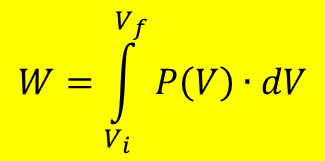 W = ∫_{V_i}^{V_f} P(V) · dV